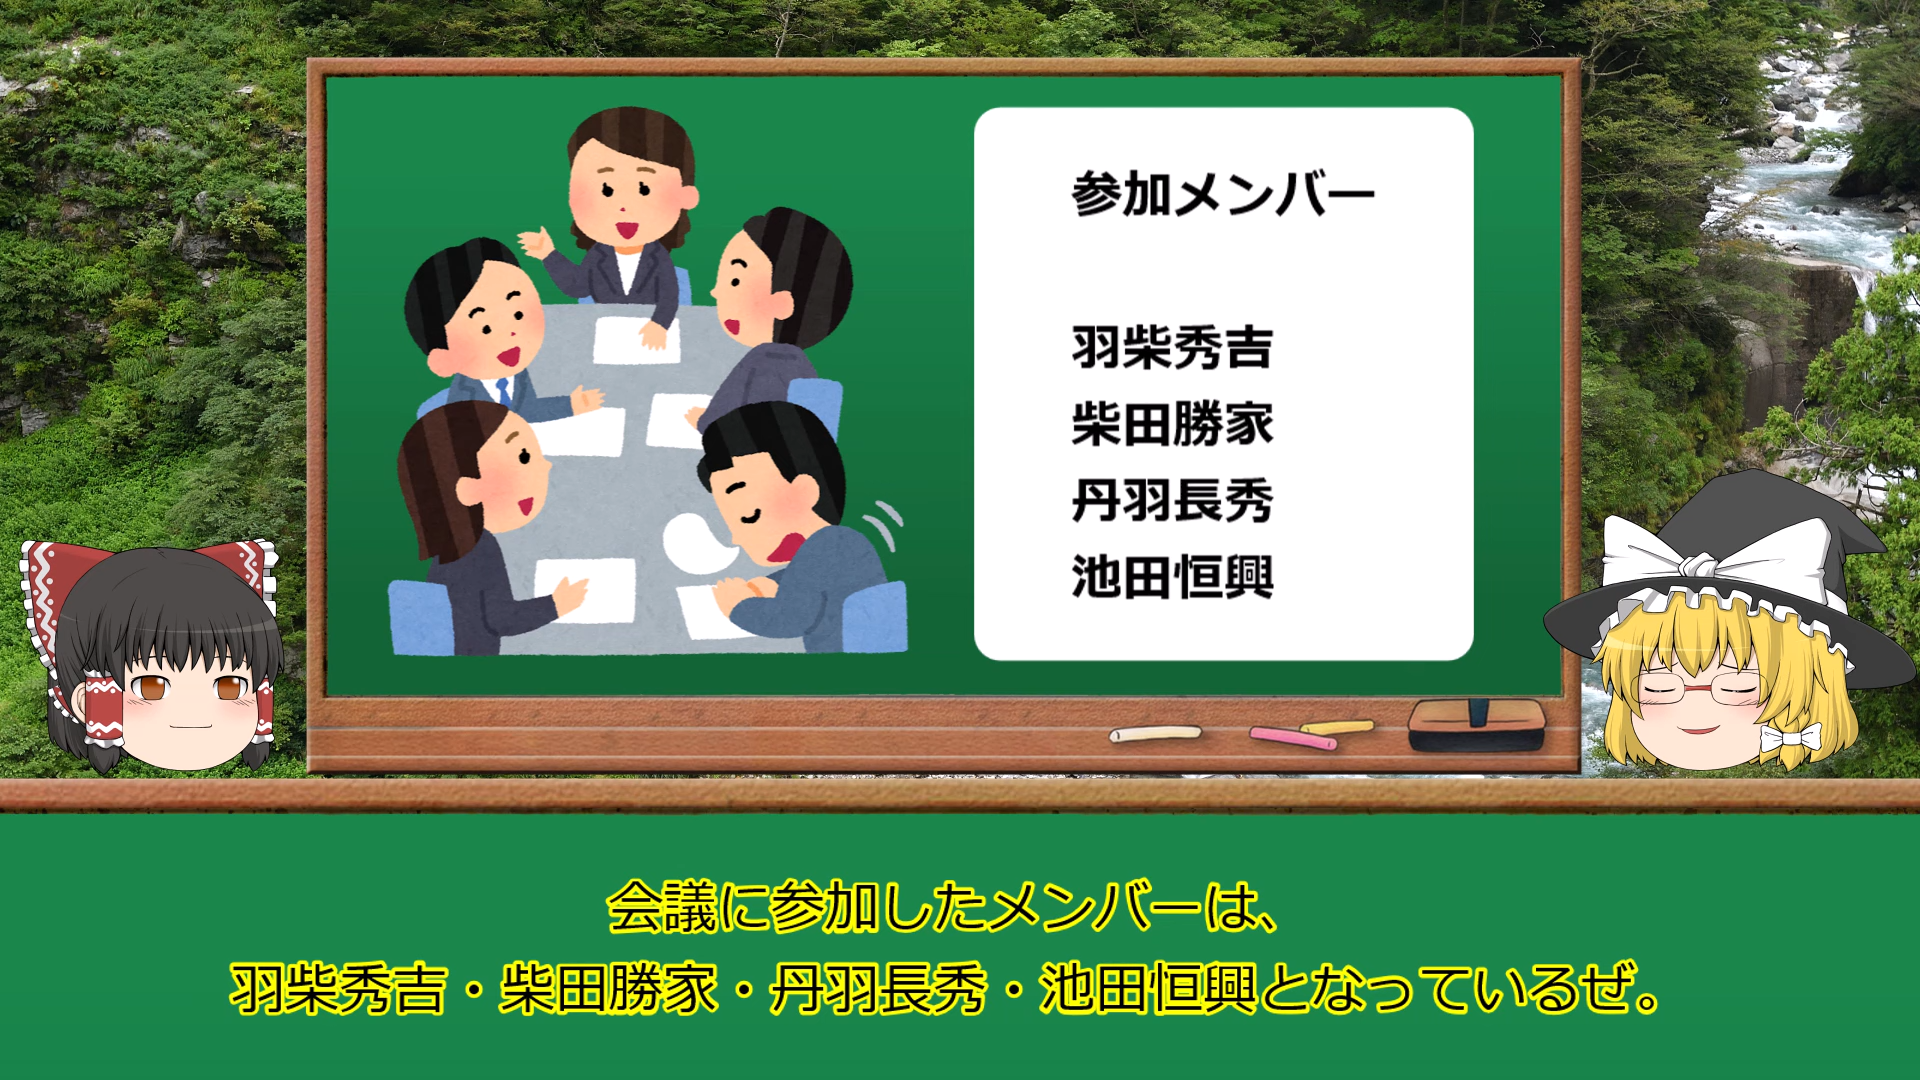 参加メンバー
羽柴秀吉
柴田勝家
丹羽長秀
池田恒興
会議に参加したメンバーは、
羽柴秀吉・柴田勝家・丹羽長秀・池田恒興となっているぜ。